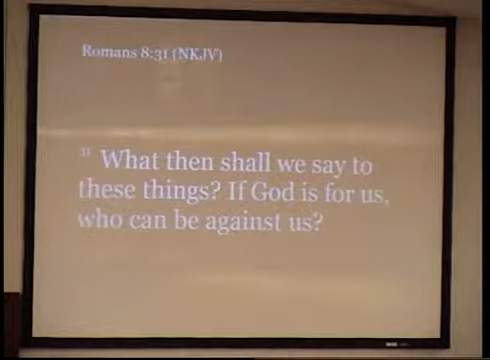 Romans 8:31 (NKJV)
31 What then shall we say to
these things? If God is for us,
who can be against us?